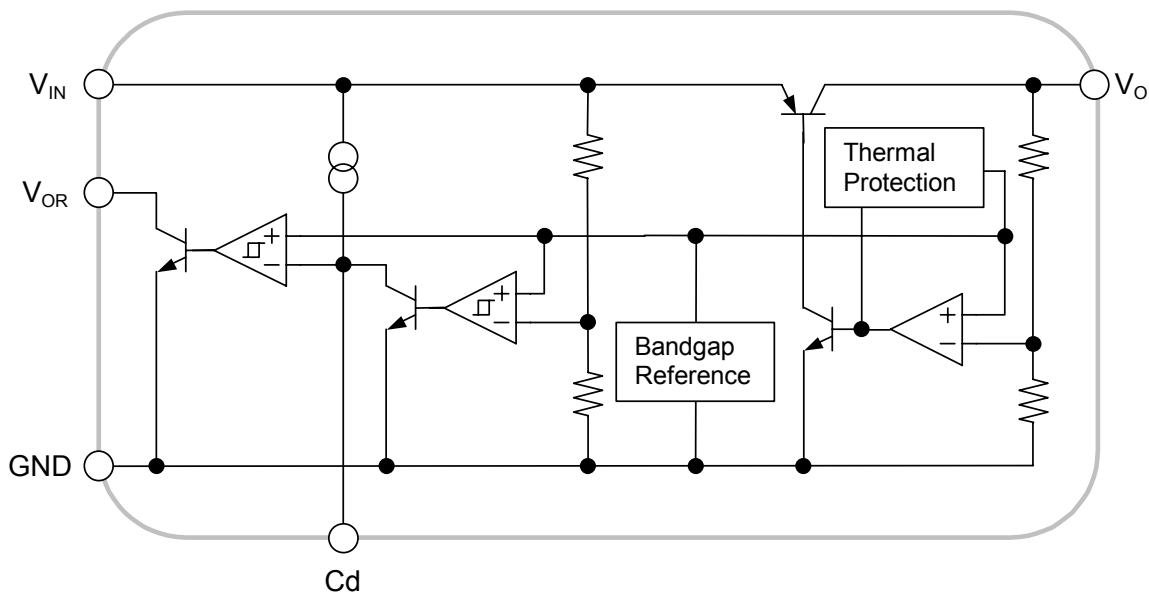 V_IN
V_O
Thermal
Protection
V_OR
+
−
+
−
+
−
Bandgap
Reference
GND
Cd